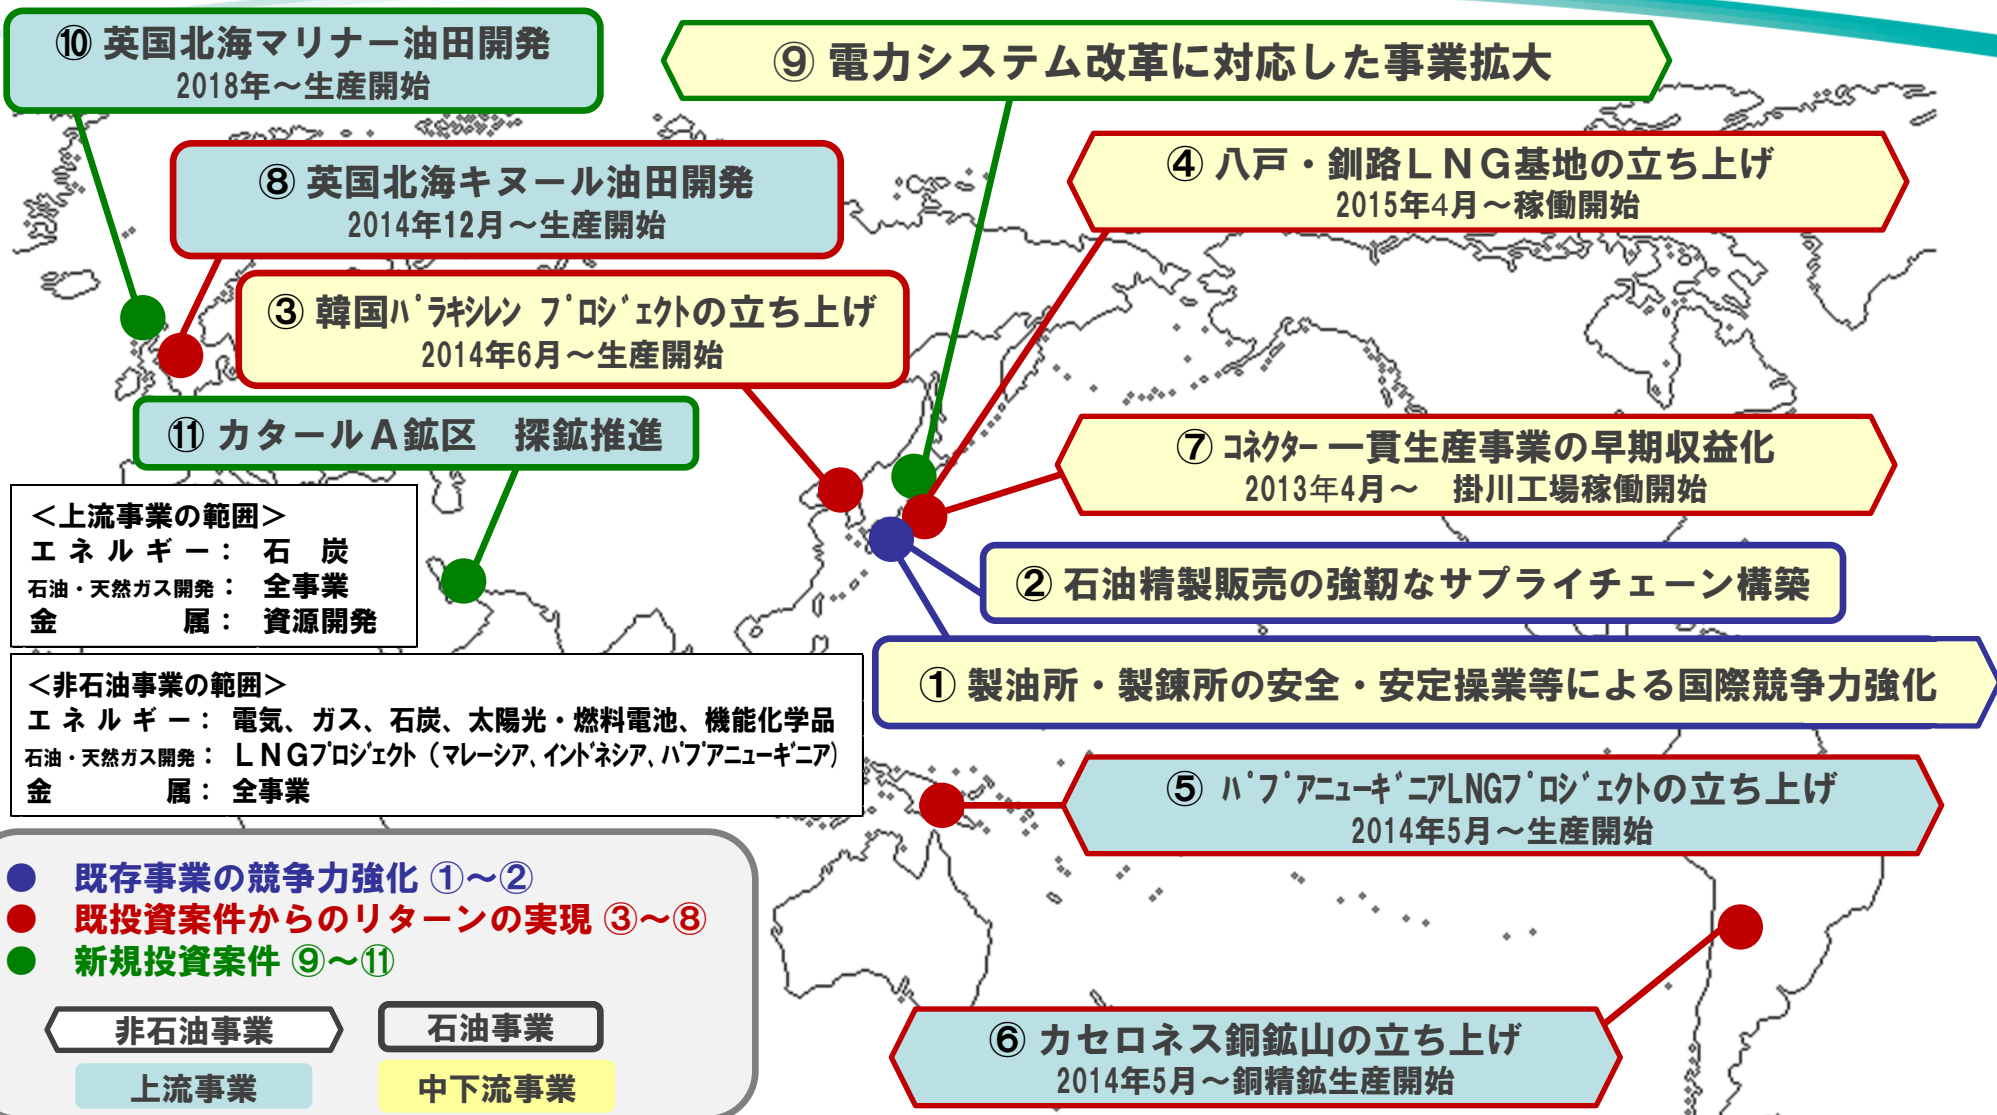 ⑩ 英国北海マリナー油田開発
2018年～生産開始
⑨ 電力システム改革に対応した事業拡大
⑧ 英国北海キヌール油田開発
2014年12月～生産開始
④ 八戸・釧路ＬＮＧ基地の立ち上げ
2015年4月～稼働開始
③ 韓国ﾊﾟﾗｷｼﾚﾝ ﾌﾟﾛｼﾞｪｸﾄの立ち上げ
2014年6月～生産開始
⑪ カタールＡ鉱区　探鉱推進
⑦ ｺﾈｸﾀｰ 一貫生産事業の早期収益化
2013年4月～　掛川工場稼働開始
＜上流事業の範囲＞
エ ネ ル ギ ー： 石　炭
石油・天然ガス開発： 全事業
金　　　　属： 資源開発
② 石油精製販売の強靭なサプライチェーン構築
① 製油所・製錬所の安全・安定操業等による国際競争力強化
＜非石油事業の範囲＞
エ ネ ル ギ ー： 電気、ガス、石炭、太陽光・燃料電池、機能化学品
石油・天然ガス開発： ＬＮＧﾌﾟﾛｼﾞｪｸﾄ（ﾏﾚｰｼｱ、ｲﾝﾄﾞﾈｼｱ、ﾊﾟﾌﾟｱﾆｭｰｷﾞﾆｱ）
金　　　　属： 全事業
⑤ ﾊﾟﾌﾟｱﾆｭｰｷﾞﾆｱLNGﾌﾟﾛｼﾞｪｸﾄの立ち上げ
2014年5月～生産開始
● 既存事業の競争力強化 ①～②
● 既投資案件からのリターンの実現 ③～⑧
● 新規投資案件 ⑨～⑪
非石油事業
石油事業
上流事業
中下流事業
⑥ カセロネス銅鉱山の立ち上げ
2014年5月～銅精鉱生産開始